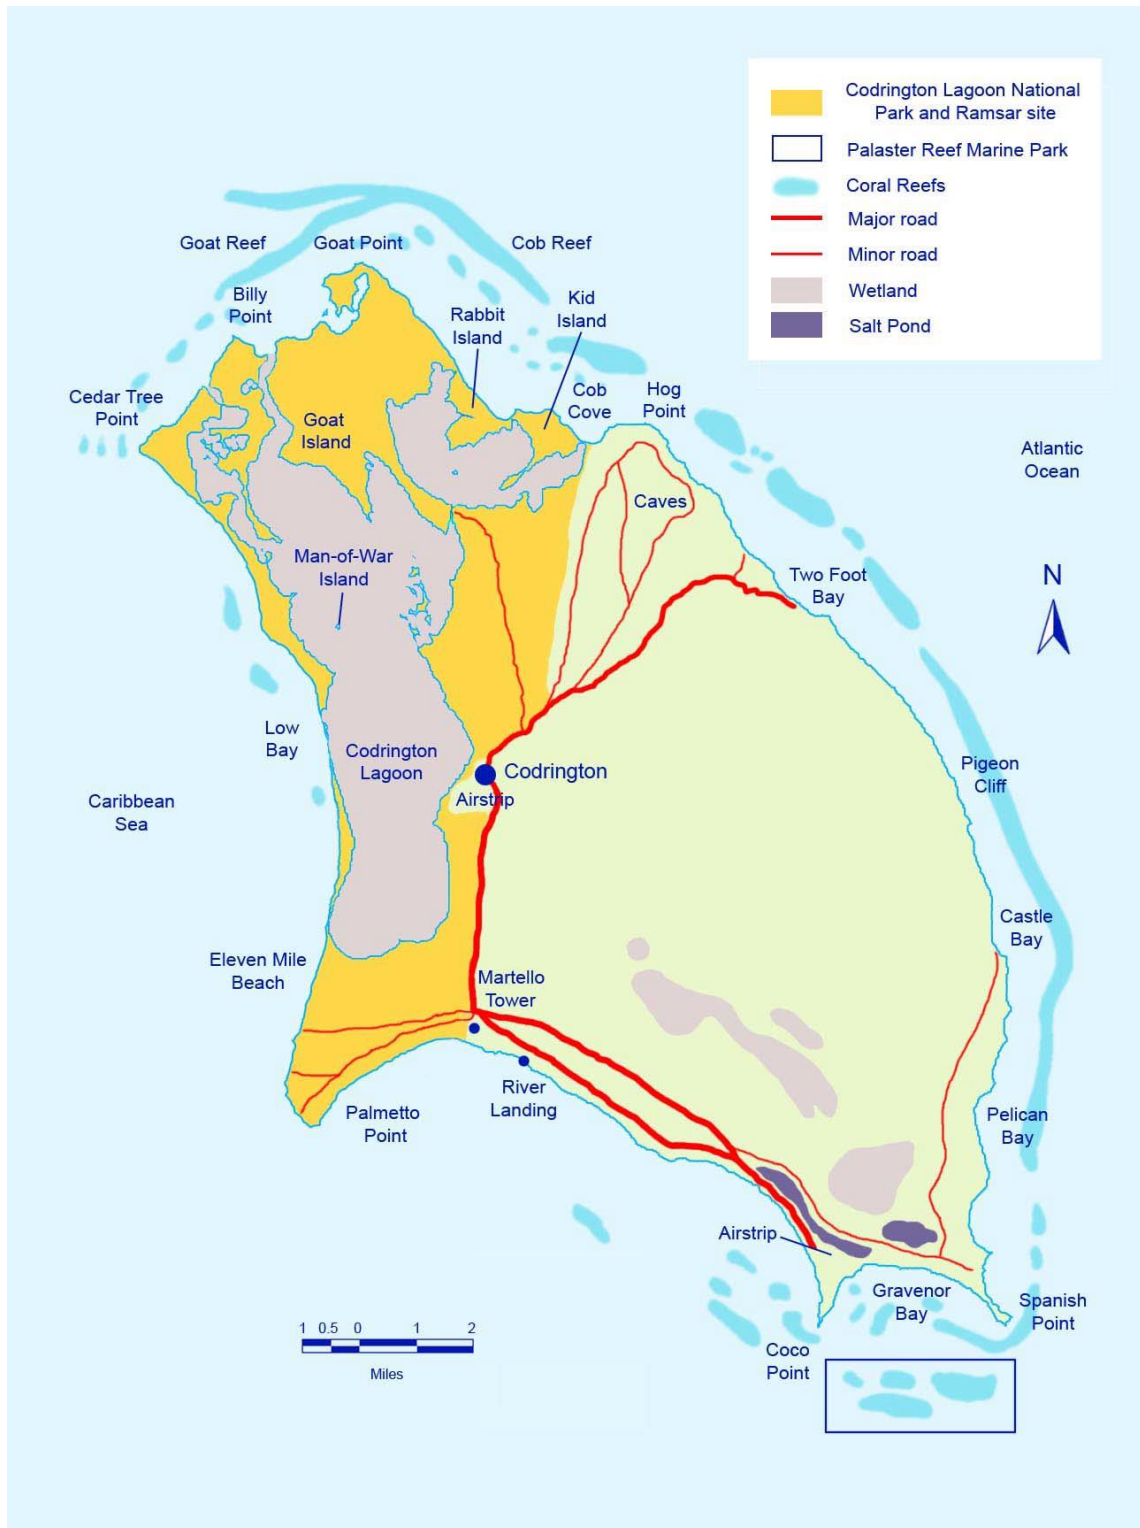 Codrington Lagoon National
Park and Ramsar site
Palaster Reef Marine Park
Coral Reefs
Major road
Minor road
Wetland
Salt Pond
Goat Reef
Goat Point
Cob Reef
Billy
Point
Rabbit
Island
Kid
Island
Cedar Tree
Point
Goat
Island
Cob
Cove
Hog
Point
Atlantic
Ocean
Caves
Man-of-War
Island
Two Foot
Bay
N
Low
Bay
Codrington
Lagoon
Codrington
Airstrip
Pigeon
Cliff
Caribbean
Sea
Castle
Bay
Eleven Mile
Beach
Martello
Tower
River
Landing
Palmetto
Point
Pelican
Bay
Airstrip
Gravenor
Bay
Spanish
Point
Coco
Point
1 0.5 0 1 2
Miles